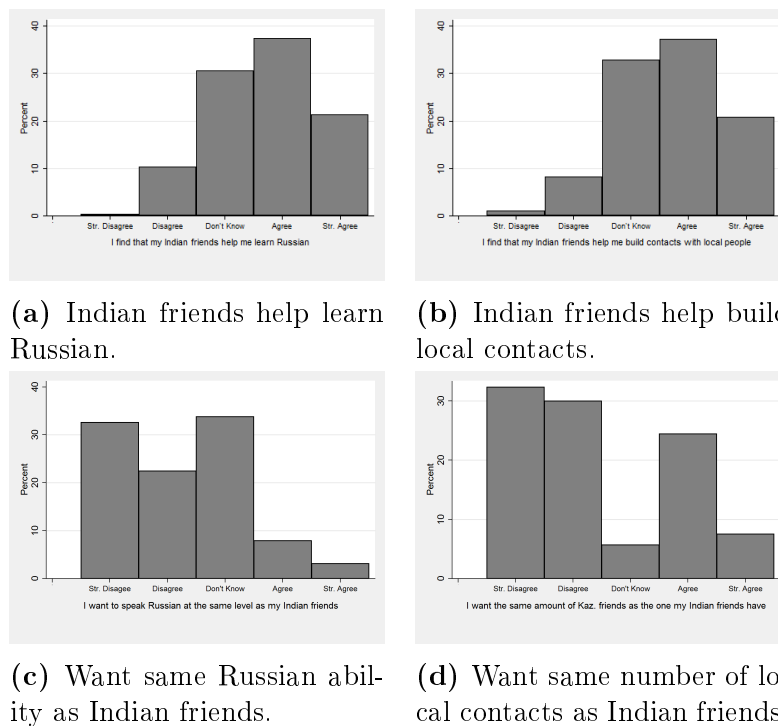 40
30
20
10
0
Percent
. Str. Disagree Disagree Don't Know Agree Str. Agree
I find that my Indian friends help me learn Russian
40
30
20
10
0
Percent
. Str. Disagree Disagree Don't Know Agree Str. Agree
I find that my Indian friends help me build contacts with local people
(a) Indian friends help learn
Russian.
(b) Indian friends help build
local contacts.
40
30
20
10
0
Percent
. Str. Disagee Disagree Don't Know Agree Str. Agree
I want to speak Russian at the same level as my Indian friends
30
20
10
0
Percent
. Str. Disagree Disagree Don't Know Agree Str. Agree
I want the same amount of Kaz. friends as the one my Indian friends have
(c) Want same Russian abil-
ity as Indian friends.
(d) Want same number of lo-
cal contacts as Indian friends